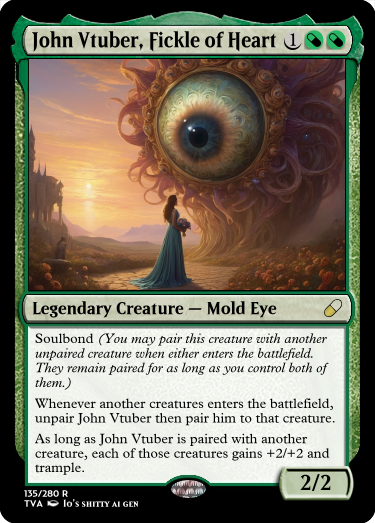 John Vtuber, Fickle of Heart 1
Legendary Creature — Mold Eye
Soulbond (You may pair this creature with another
unpaired creature when either enters the battlefield.
They remain paired for as long as you control both
of them.)
Whenever another creatures enters the battlefield,
unpair John Vtuber then pair him to that creature.
As long as John Vtuber is paired with another
creature, each of those creatures gains +2/+2 and
trample.
2/2
135/280 R
TVA Io's shitty ai gen